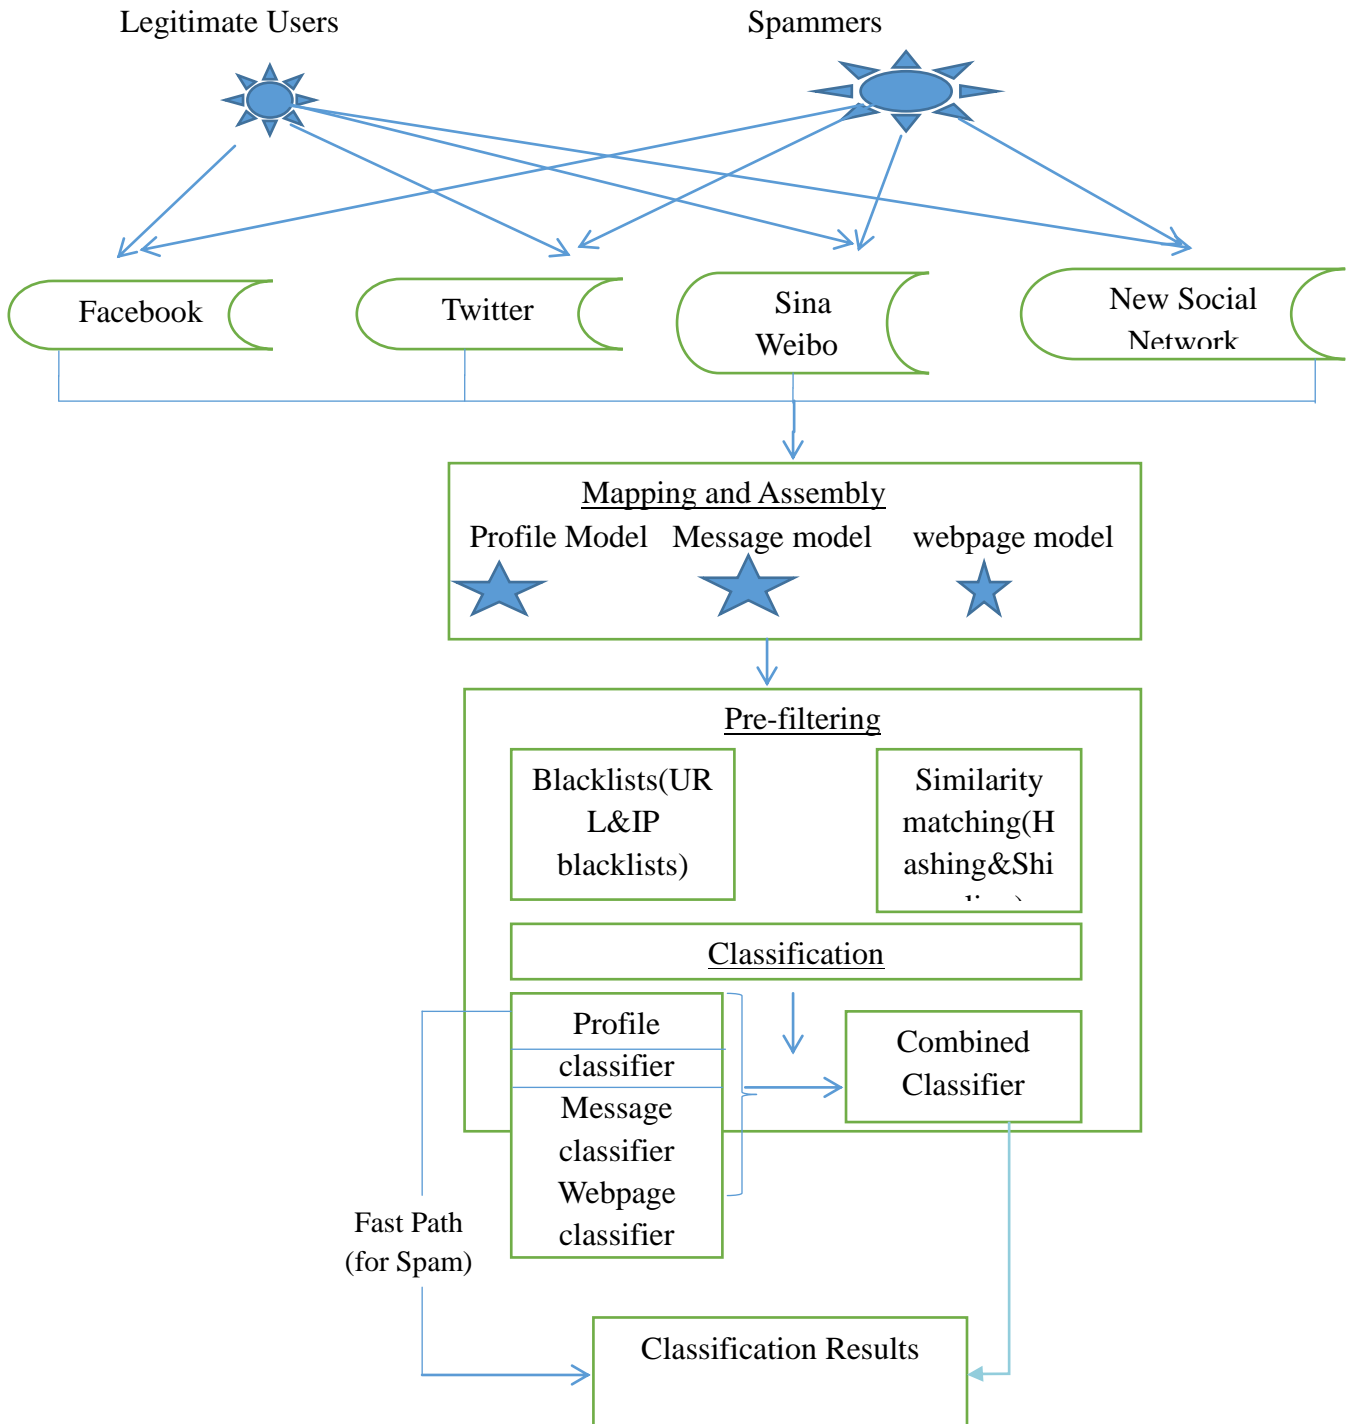 Legitimate Users
Spammers
Facebook
Twitter
Sina
Weibo
New Social
Network
Mapping and Assembly
Profile Model
Message model
webpage model
Pre-filtering
Blacklists(UR
L&IP
blacklists)
Similarity
matching(H
ashing&Shi
Classification
Profile
classifier
Message
classifier
Webpage
classifier
Combined
Classifier
Fast Path
(for Spam)
Classification Results